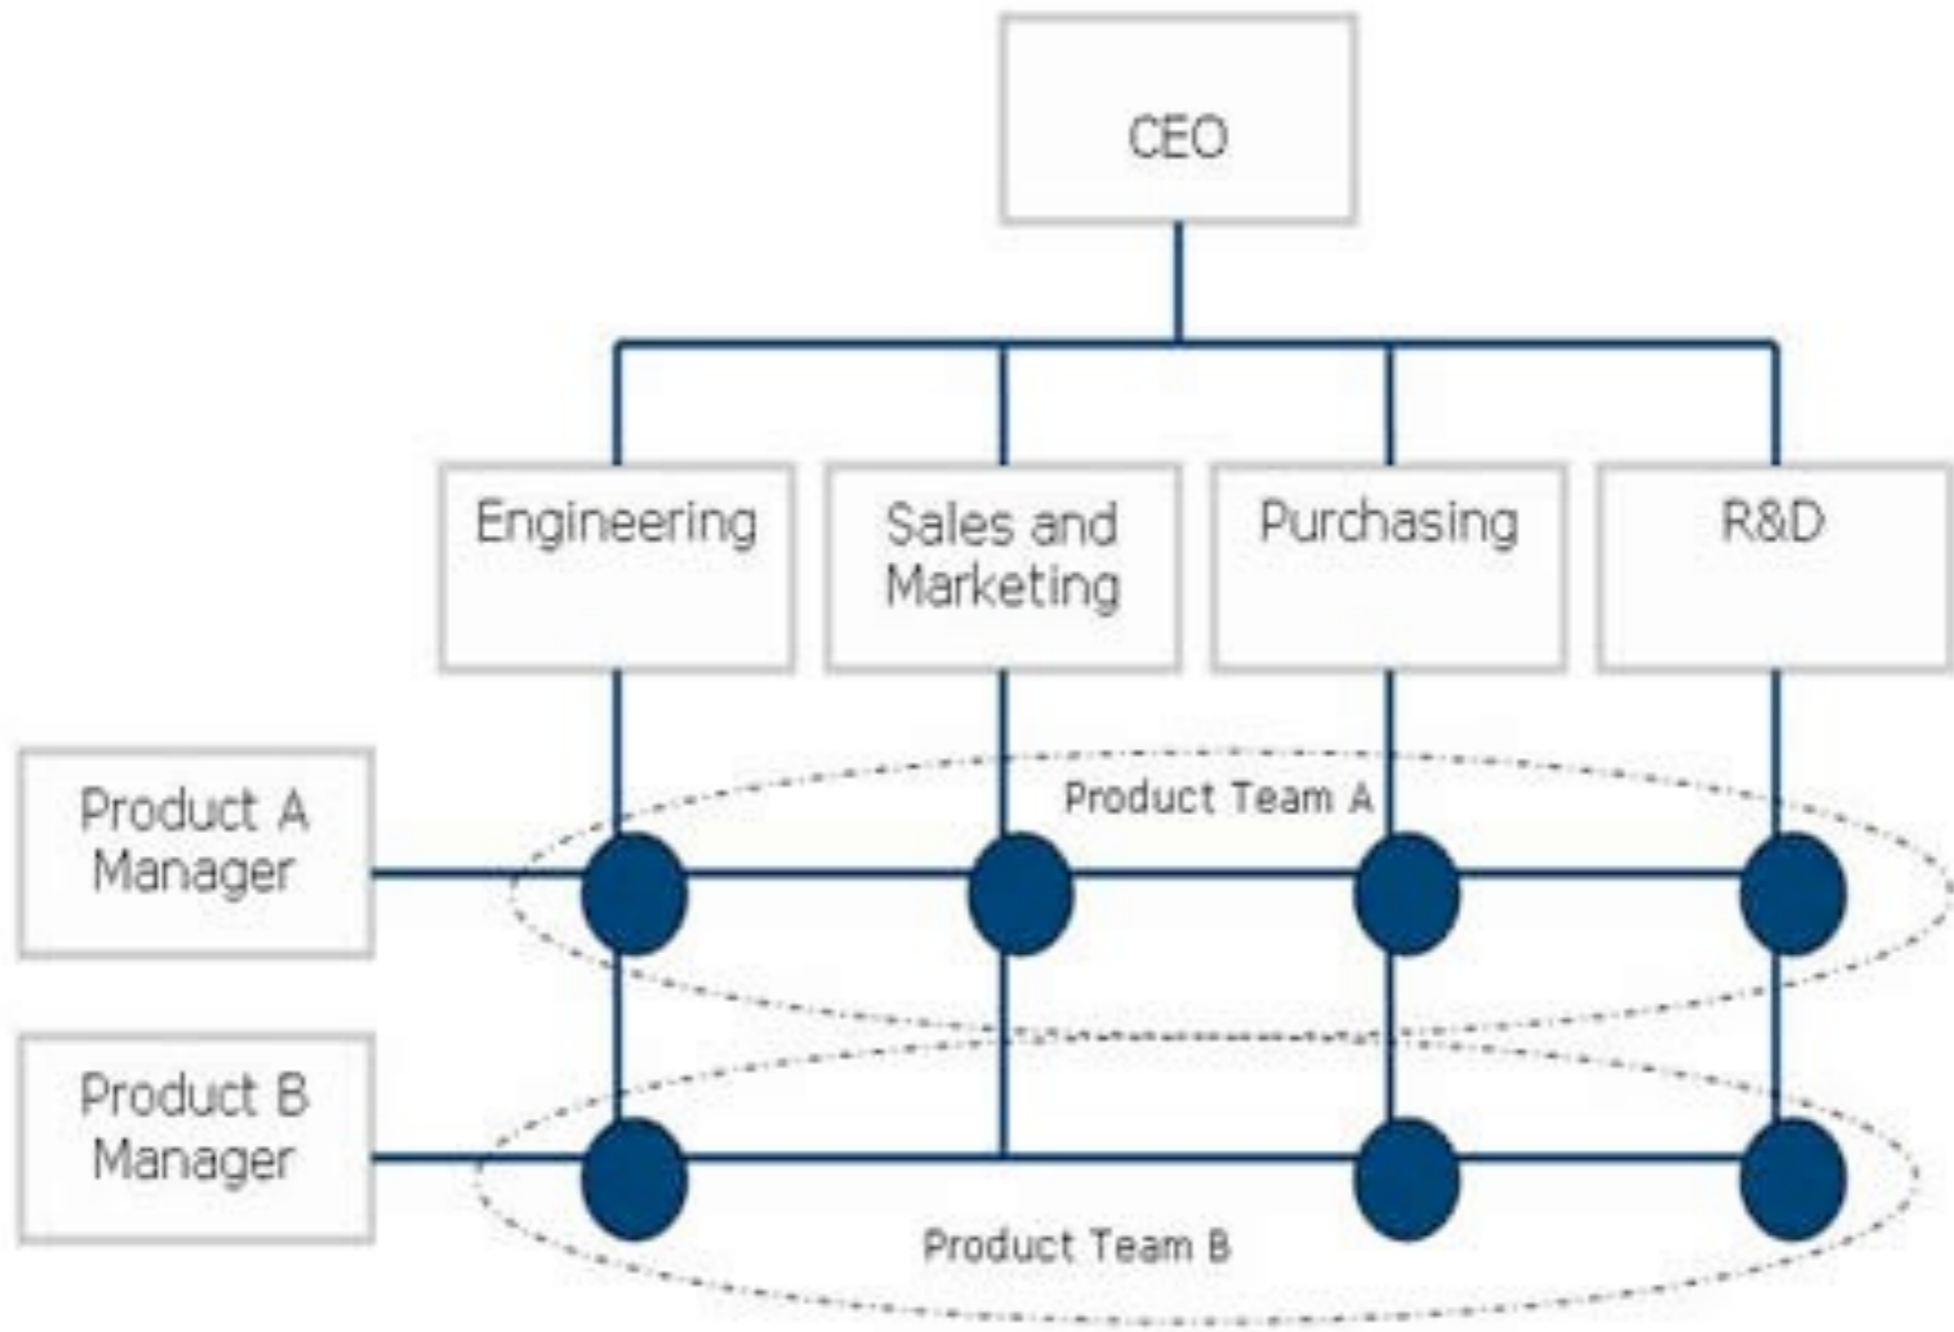 CEO
Engineering
Sales and
Marketing
Purchasing
R&D
Product A
Manager
Product Team A
Product B
Manager
Product Team B